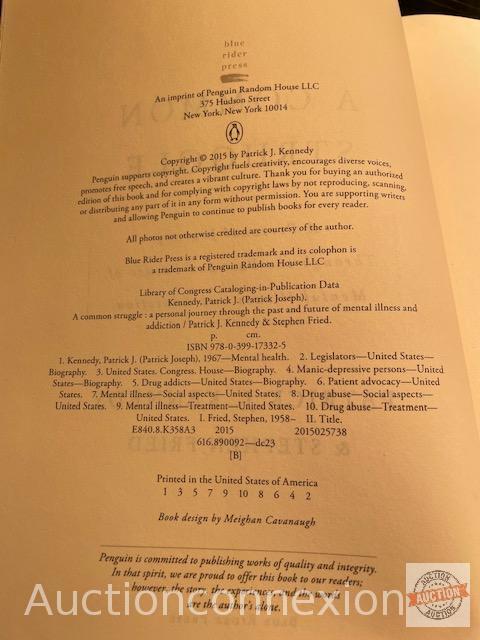 blue
rider
press
An imprint of Penguin Random House LLC
375 Hudson Street
New York, New York 10014
Copyright © 2015 by Patrick J. Kennedy
Penguin supports copyright. Copyright fuels creativity, encourages diverse voices,
promotes free speech, and creates a vibrant culture. Thank you for buying an authorized
edition of this book and for complying with copyright laws by not reproducing, scanning,
or distributing any part of it in any form without permission. You are supporting writers
and allowing Penguin to continue to publish books for every reader.
All photos not otherwise credited are courtesy of the author.
Blue Rider Press is a registered trademark and its colophon is
a trademark of Penguin Random House LLC
Library of Congress Cataloging-in-Publication Data
Kennedy, Patrick J. (Patrick Joseph).
A common struggle : a personal journey through the past and future of mental illness and
addiction / Patrick J. Kennedy & Stephen Fried.
p. cm.
ISBN 978-0-399-17332-5
1. Kennedy, Patrick J. (Patrick Joseph), 1967—Mental health. 2. Legislators—United States—
Biography. 3. United States. Congress. House—Biography. 4. Manic-depressive persons—United
States—Biography. 5. Drug addicts—United States—Biography. 6. Patient advocacy—United
States. 7. Mental illness—Social aspects—United States. 8. Drug abuse—Social aspects—
United States. 9. Mental illness—Treatment—United States. 10. Drug abuse—Treatment—
United States. I. Fried, Stephen, 1958– II. Title.
E840.8.K358A3 2015 2015025738
616.890092—dc23
[B]
Printed in the United States of America
1 3 5 7 9 10 8 6 4 2
Book design by Meighan Cavanaugh
Penguin is committed to publishing works of quality and integrity.
In that spirit, we are proud to offer this book to our readers;
however, the story, the experiences, and the words
are the author's alone.
Auctionconnexion
AUCTION